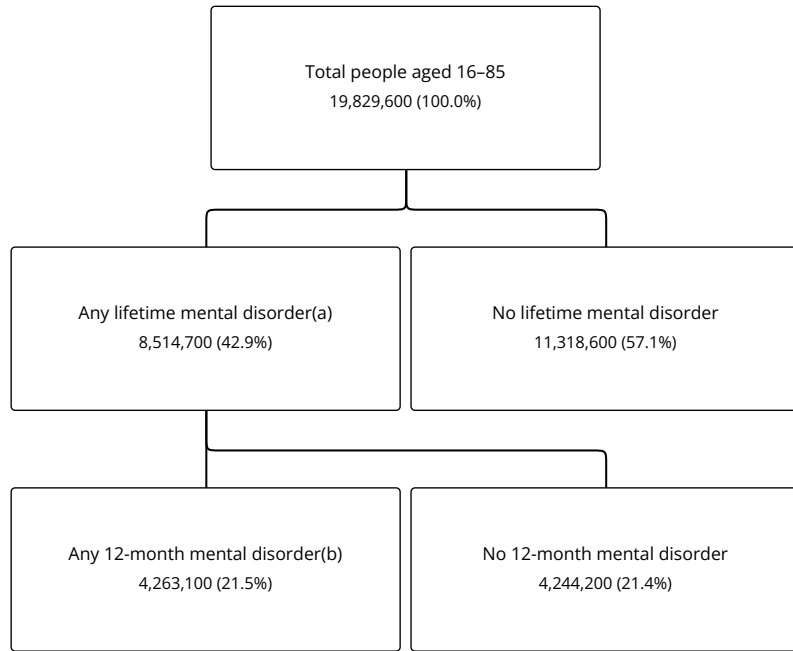 Total people aged 16–85
19,829,600 (100.0%)
Any lifetime mental disorder(a)
8,514,700 (42.9%)
No lifetime mental disorder
11,318,600 (57.1%)
Any 12-month mental disorder(b)
4,263,100 (21.5%)
No 12-month mental disorder
4,244,200 (21.4%)